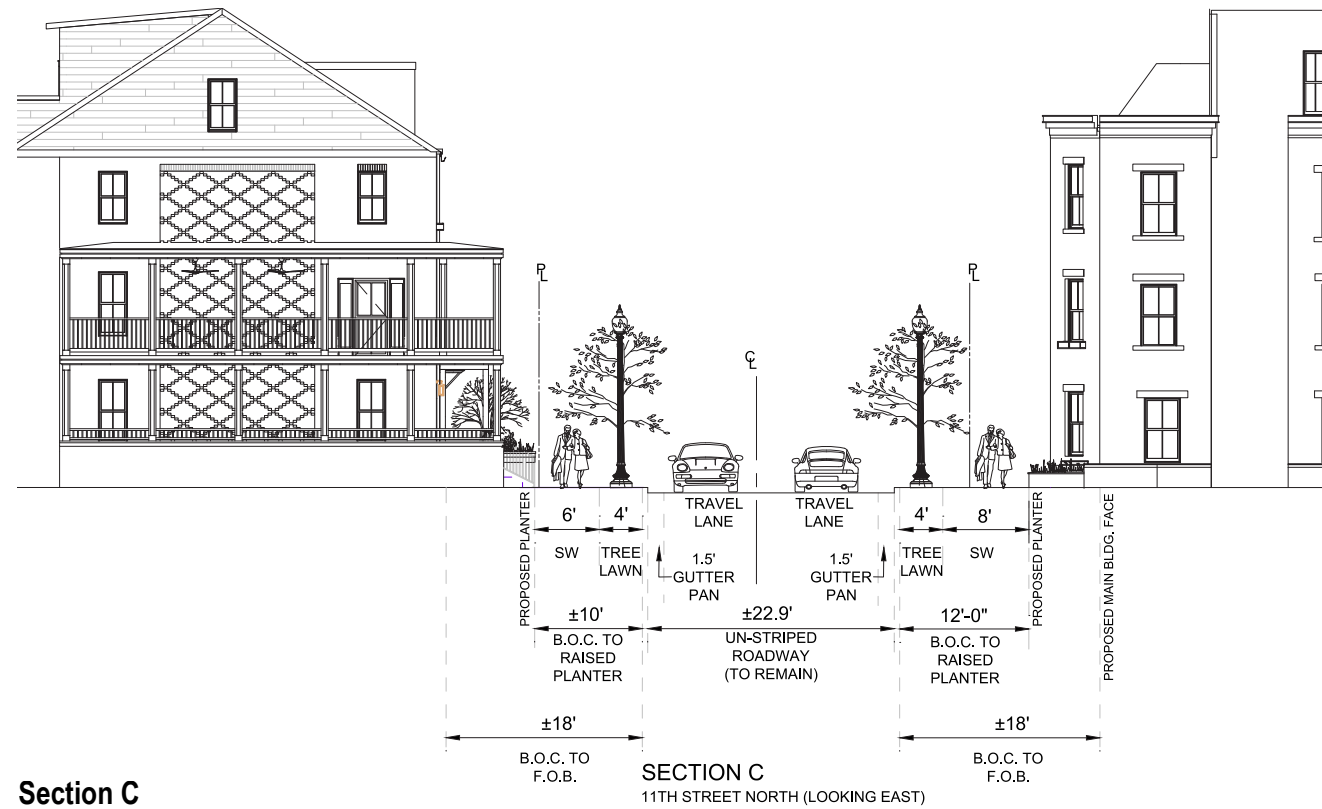 PL
PL
CL
TRAVEL
LANE
TRAVEL
LANE
6'
4'
4'
8'
SW
TREE
LAWN
1.5'
GUTTER
PAN
1.5'
GUTTER
PAN
TREE
LAWN
SW
PROPOSED PLANTER
PROPOSED PLANTER
PROPOSED MAIN BLDG. FACE
±10'
B.O.C. TO
RAISED
PLANTER
±22.9'
UN-STRIPED
ROADWAY
(TO REMAIN)
12'-0"
B.O.C. TO
RAISED
PLANTER
±18'
B.O.C. TO
F.O.B.
±18'
B.O.C. TO
F.O.B.
SECTION C
11TH STREET NORTH (LOOKING EAST)
Section C